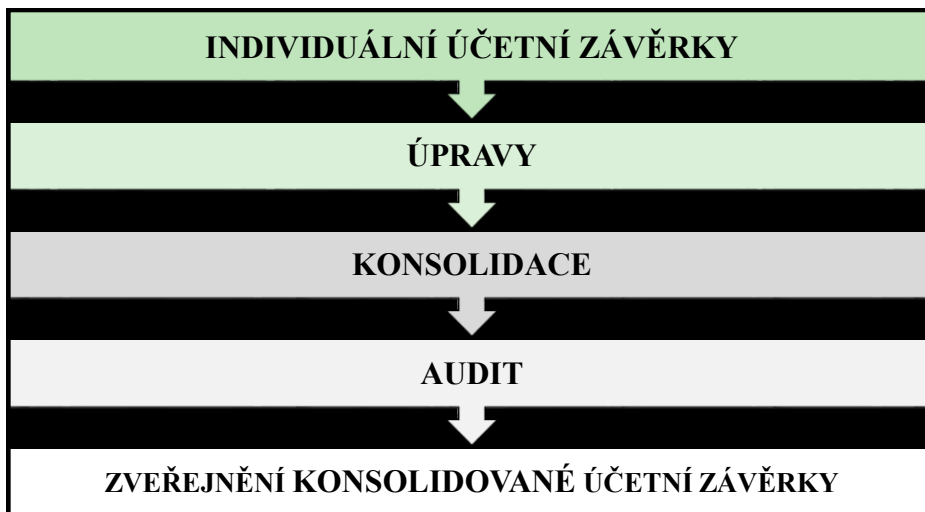 INDIVIDUÁLNÍ ÚČETNÍ ZÁVĚRKY
ÚPRAVY
KONSOLIDACE
AUDIT
ZVEŘEJNĚNÍ KONSOLIDOVANÉ ÚČETNÍ ZÁVĚRKY